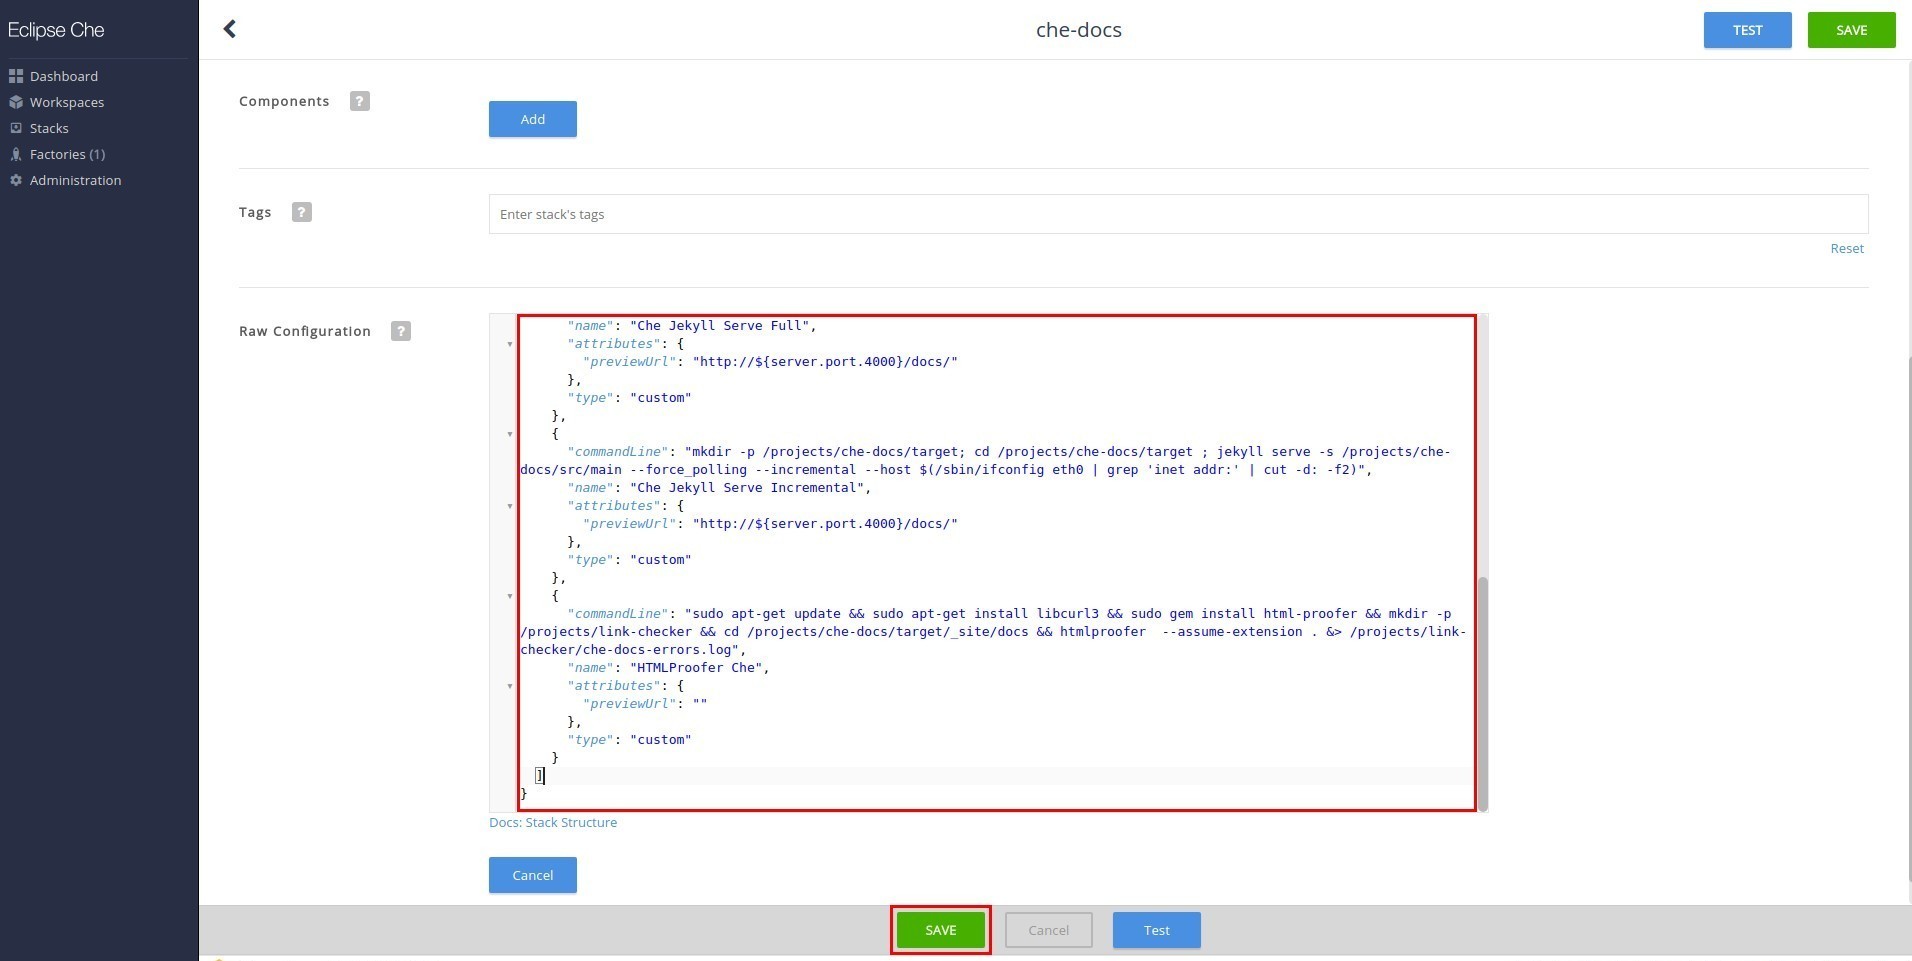 Eclipse Che
Dashboard
Workspaces
Stacks
Factories (1)
Administration
che-docs
TEST
SAVE
Components ?
Add
Tags ?
Enter stack's tags
Reset
Raw Configuration ?
"name": "Che Jekyll Serve Full",
"attributes": {
"previewUrl": "http://${server.port.4000}/docs/"
},
"type": "custom"
},
{
"commandLine": "mkdir -p /projects/che-docs/target; cd /projects/che-docs/target ; jekyll serve -s /projects/che-
docs/src/main --force_polling --incremental --host $(/sbin/ifconfig eth0 | grep 'inet addr:' | cut -d: -f2)",
"name": "Che Jekyll Serve Incremental",
"attributes": {
"previewUrl": "http://${server.port.4000}/docs/"
},
"type": "custom"
},
{
"commandLine": "sudo apt-get update && sudo apt-get install libcurl3 && sudo gem install html-proofer && mkdir -p
/projects/link-checker && cd /projects/che-docs/target/_site/docs && htmlproofer  --assume-extension . &> /projects/link-
checker/che-docs-errors.log",
"name": "HTMLProofer Che",
"attributes": {
"previewUrl": ""
},
"type": "custom"
}
]
}
Docs: Stack Structure
Cancel
SAVE
Cancel
Test